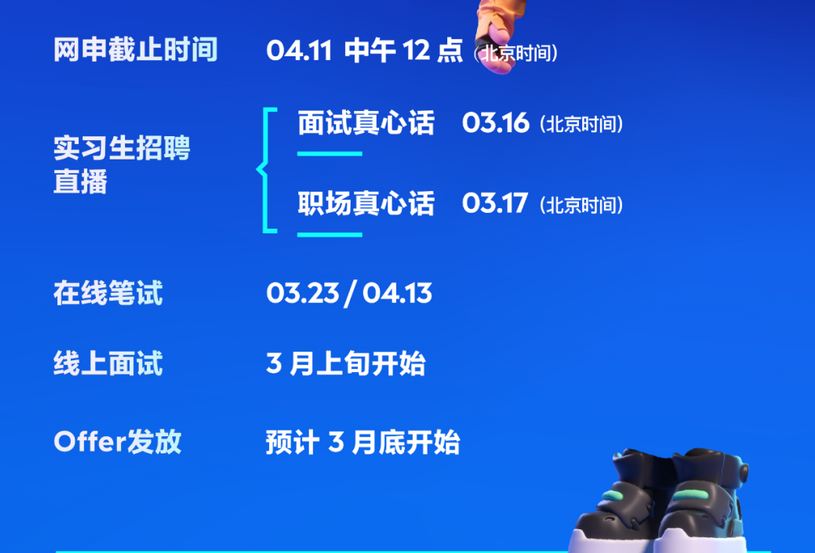 网申截止时间 04.11 中午 12 点 (北京时间)
面试真心话 03.16 (北京时间)
实习生招聘
直播
职场真心话 03.17 (北京时间)
在线笔试 03.23 / 04.13
线上面试 3 月上旬开始
Offer发放 预计 3 月底开始